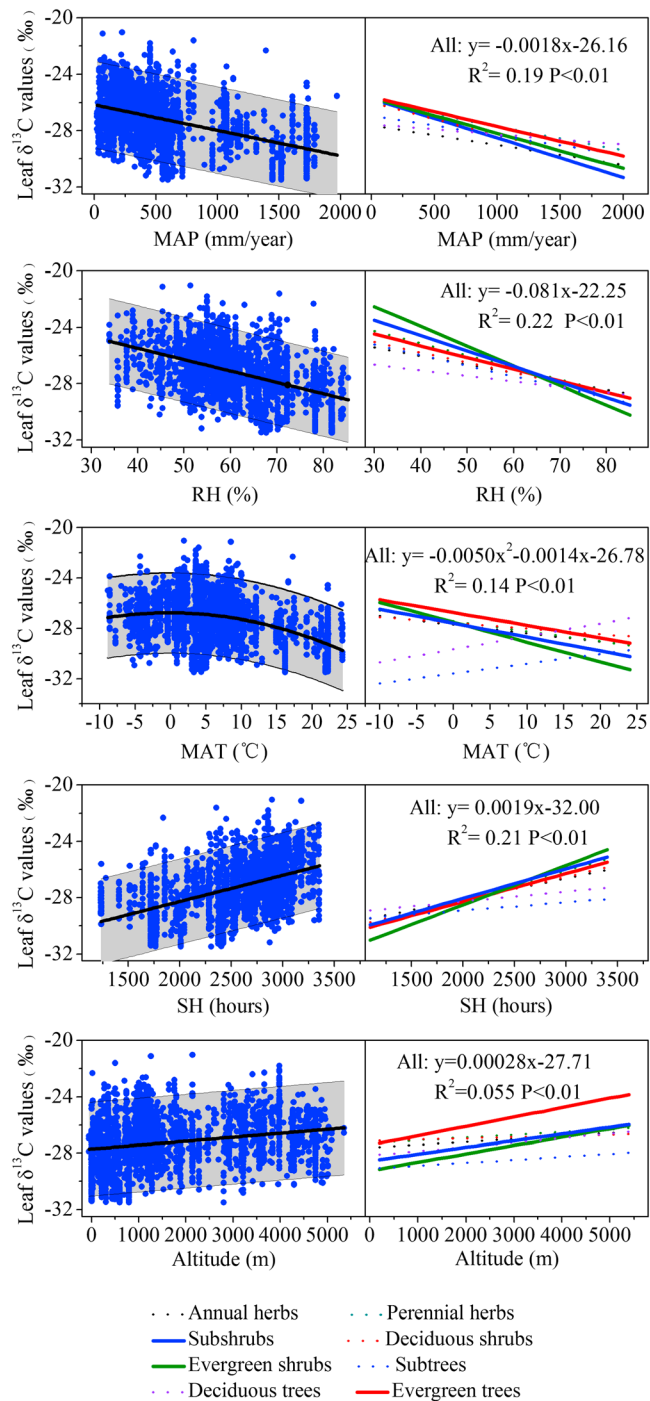 Leaf δ¹³C values（‰）
-20
-24
-28
-32
0 500 1000 1500 2000
MAP (mm/year)
All: y= -0.0018x-26.16
R²= 0.19 P<0.01
500 1000 1500 2000
MAP (mm/year)
Leaf δ¹³C values（‰）
-20
-24
-28
-32
30 40 50 60 70 80
RH (%)
All: y= -0.081x-22.25
R²= 0.22 P<0.01
30 40 50 60 70 80
RH (%)
Leaf δ¹³C values（‰）
-20
-24
-28
-32
-10 -5 0 5 10 15 20 25
MAT (℃)
All: y= -0.0050x²-0.0014x-26.78
R²= 0.14 P<0.01
-10 -5 0 5 10 15 20 25
MAT (℃)
Leaf δ¹³C values（‰）
-20
-24
-28
-32
1500 2000 2500 3000 3500
SH (hours)
All: y= 0.0019x-32.00
R²= 0.21 P<0.01
1500 2000 2500 3000 3500
SH (hours)
Leaf δ¹³C values（‰）
-20
-24
-28
-32
0 1000 2000 3000 4000 5000
Altitude (m)
All: y=0.00028x-27.71
R²=0.055 P<0.01
0 1000 2000 3000 4000 5000
Altitude (m)
Annual herbs Perennial herbs
Subshrubs Deciduous shrubs
Evergreen shrubs Subtrees
Deciduous trees Evergreen trees